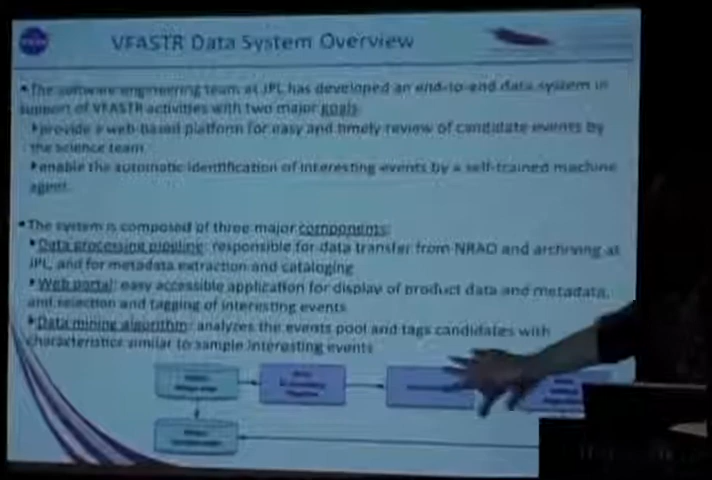 NASA
VFASTR Data System Overview
•The software engineering team at JPL has developed an end-to-end data system in
support of VFASTR activities with two major goals:
provide a web-based platform for easy and timely review of candidate events by
the science team
enable the automatic identification of interesting events by a self-trained machine
agent.
•The system is composed of three major components:
Data processing pipeline: responsible for data transfer from NRAO and archiving at
JPL, and for metadata extraction and cataloging
Web portal: easy accessible application for display of product data and metadata,
and selection and tagging of interesting events
Data mining algorithm: analyzes the events pool and tags candidates with
characteristics similar to sample interesting events